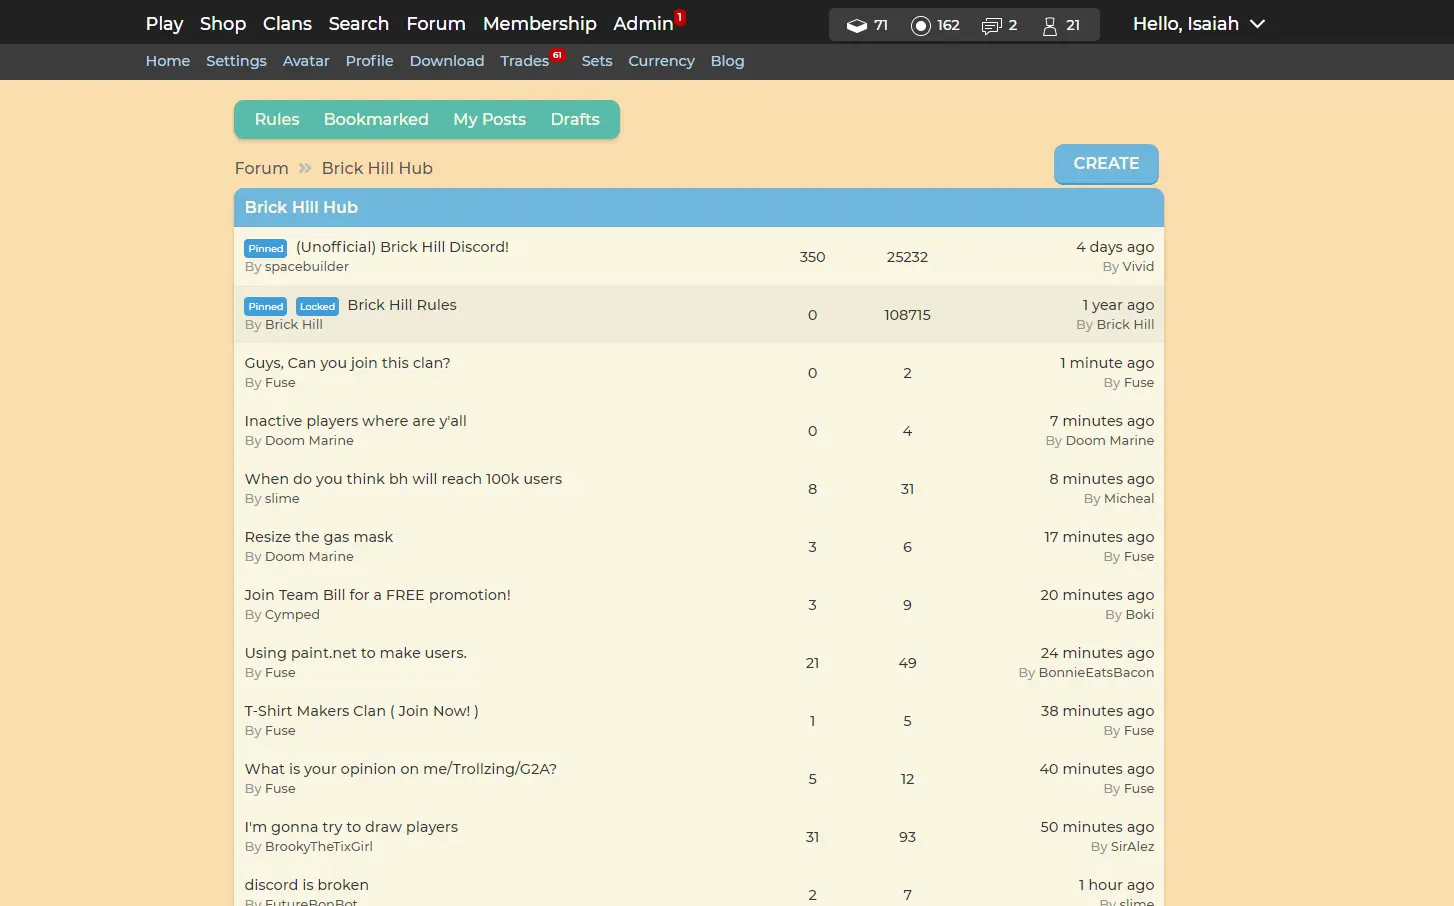 Play Shop Clans Search Forum Membership Admin 1 71 162 2 21 Hello, Isaiah
Home Settings Avatar Profile Download Trades 61 Sets Currency Blog
Rules Bookmarked My Posts Drafts
Forum » Brick Hill Hub
CREATE
Brick Hill Hub
Pinned (Unofficial) Brick Hill Discord!
By spacebuilder
350 25232
4 days ago
By Vivid
Pinned Locked Brick Hill Rules
By Brick Hill
0 108715
1 year ago
By Brick Hill
Guys, Can you join this clan?
By Fuse
0 2
1 minute ago
By Fuse
Inactive players where are y'all
By Doom Marine
0 4
7 minutes ago
By Doom Marine
When do you think bh will reach 100k users
By slime
8 31
8 minutes ago
By Micheal
Resize the gas mask
By Doom Marine
3 6
17 minutes ago
By Fuse
Join Team Bill for a FREE promotion!
By Cymped
3 9
20 minutes ago
By Boki
Using paint.net to make users.
By Fuse
21 49
24 minutes ago
By BonnieEatsBacon
T-Shirt Makers Clan ( Join Now! )
By Fuse
1 5
38 minutes ago
By Fuse
What is your opinion on me/Trollzing/G2A?
By Fuse
5 12
40 minutes ago
By Fuse
I'm gonna try to draw players
By BrookyTheTixGirl
31 93
50 minutes ago
By SirAlez
discord is broken
By FutureBonBot
2 7
1 hour ago
By slime